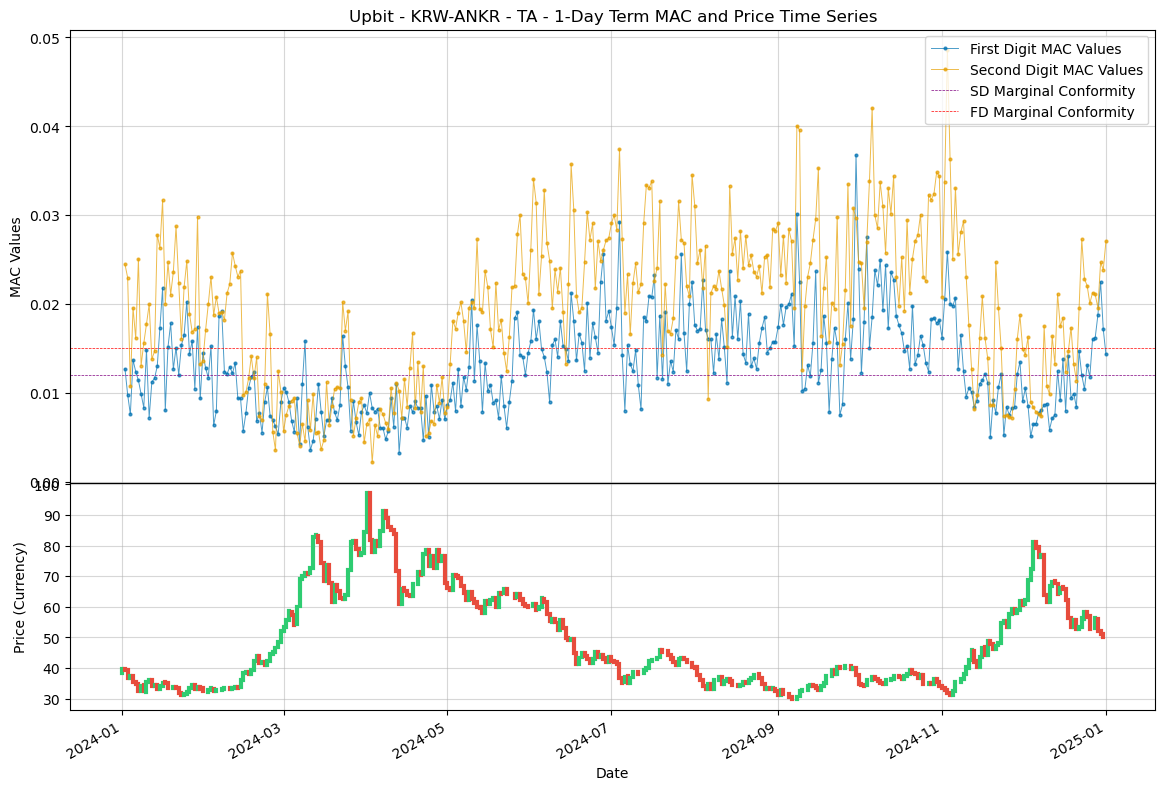 Upbit - KRW-ANKR - TA - 1-Day Term MAC and Price Time Series
First Digit MAC Values
Second Digit MAC Values
SD Marginal Conformity
FD Marginal Conformity
MAC Values
0.05
0.04
0.03
0.02
0.01
0.00
Price (Currency)
100
90
80
70
60
50
40
30
2024-01
2024-03
2024-05
2024-07
2024-09
2024-11
2025-01
Date